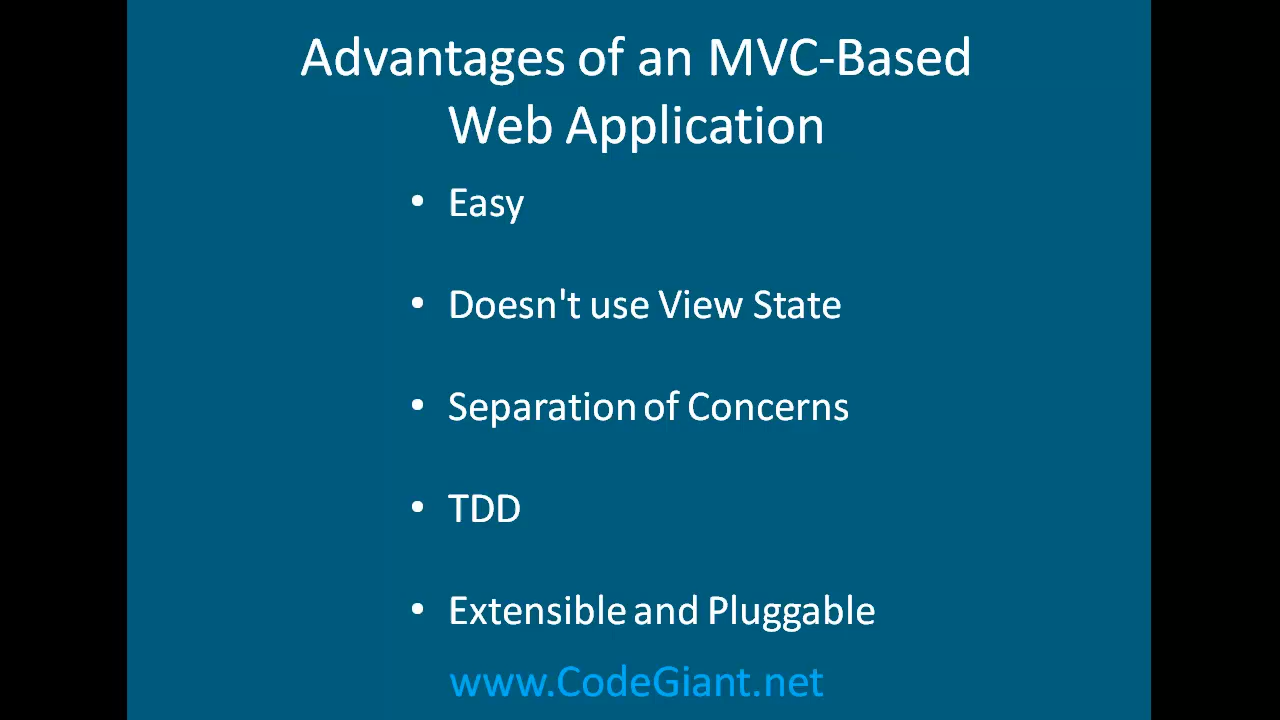 Advantages of an MVC-Based
Web Application
• Easy
• Doesn't use View State
• Separation of Concerns
• TDD
• Extensible and Pluggable
www.CodeGiant.net